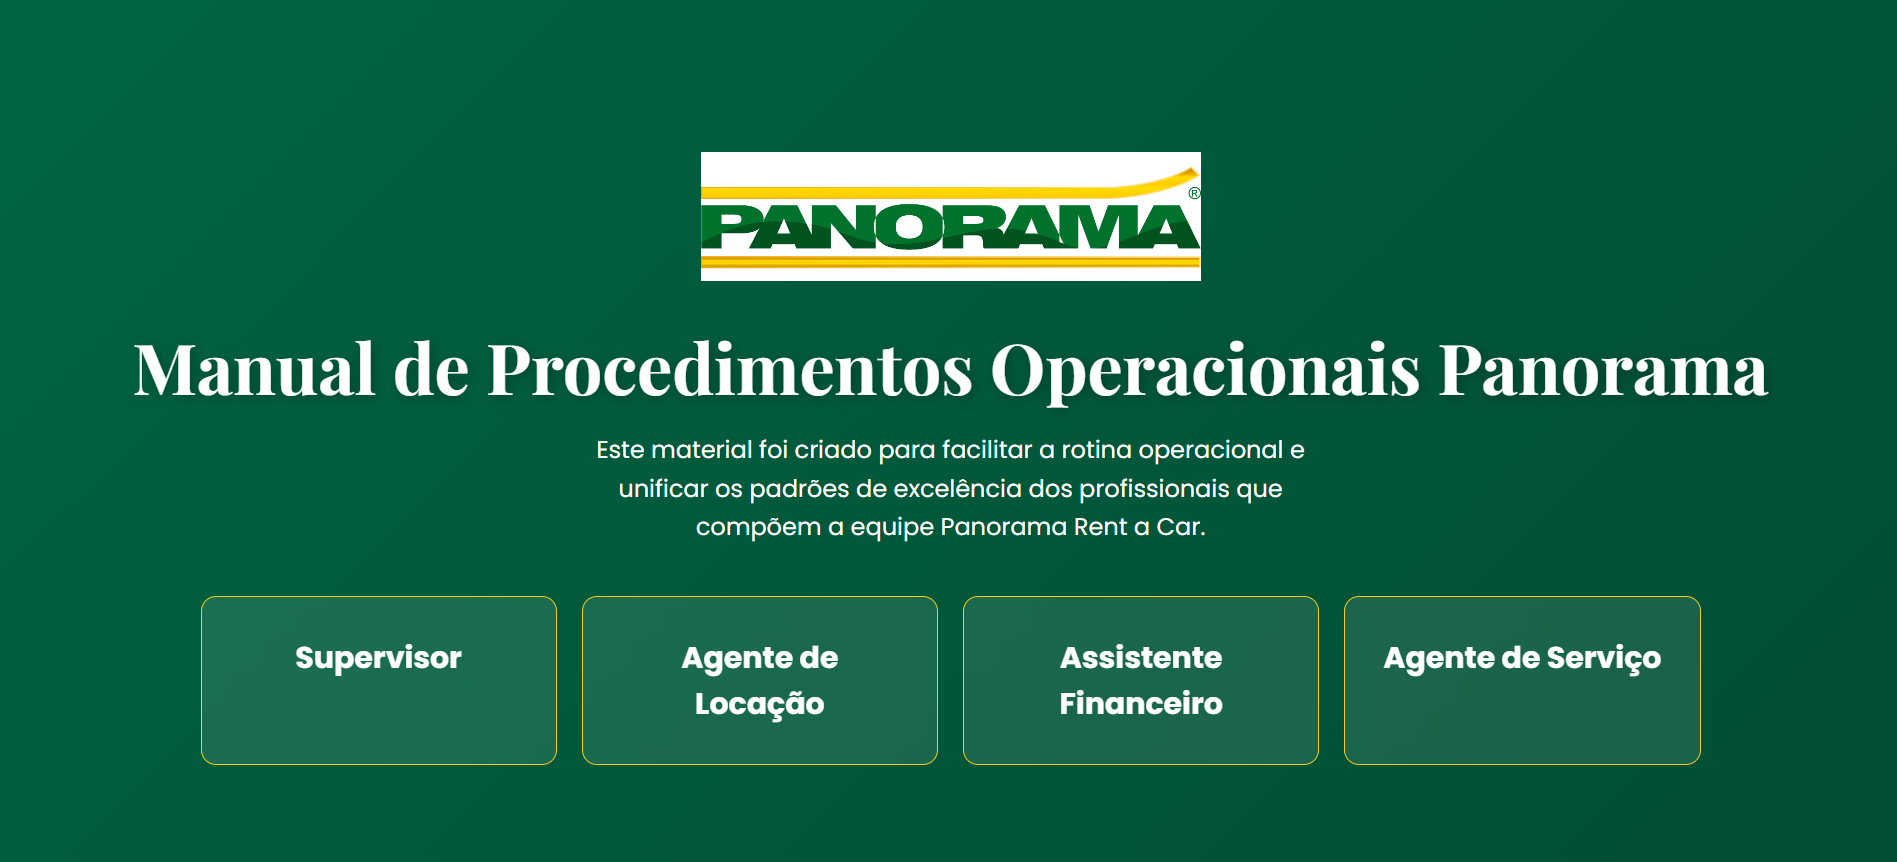 PANORAMA®
Manual de Procedimentos Operacionais Panorama
Este material foi criado para facilitar a rotina operacional e
unificar os padrões de excelência dos profissionais que
compõem a equipe Panorama Rent a Car.
Supervisor
Agente de
Locação
Assistente
Financeiro
Agente de Serviço